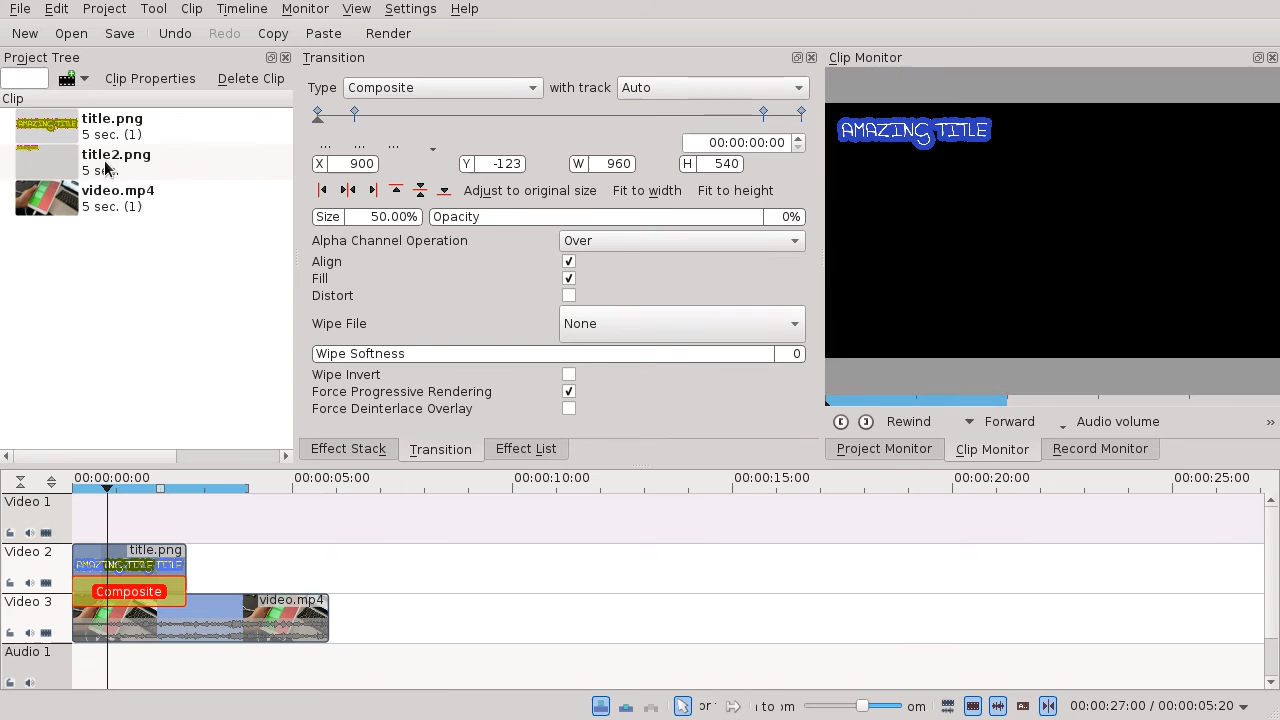 File Edit Project Tool Clip Timeline Monitor View Settings Help
New Open Save Undo Redo Copy Paste Render
Project Tree
Transition
Clip Monitor
Clip Properties Delete Clip
Type Composite with track Auto
Clip
title.png
5 sec. (1)
title2.png
5 sec.
video.mp4
5 sec. (1)
00:00:00:00
X 900 Y -123 W 960 H 540
Adjust to original size Fit to width Fit to height
Size 50.00% Opacity 0%
Alpha Channel Operation Over
Align
Fill
Distort
Wipe File None
Wipe Softness 0
Wipe Invert
Force Progressive Rendering
Force Deinterlace Overlay
AMAZING TITLE
Rewind Forward Audio volume »
Effect Stack Transition Effect List
Project Monitor Clip Monitor Record Monitor
00:00:00:00 00:00:05:00 00:00:10:00 00:00:15:00 00:00:20:00 00:00:25:00
Video 1
Video 2
title.png
AMAZING TITLE TITLE
Composite
Video 3
video.mp4
Audio 1
00:00:27:00 / 00:00:05:20